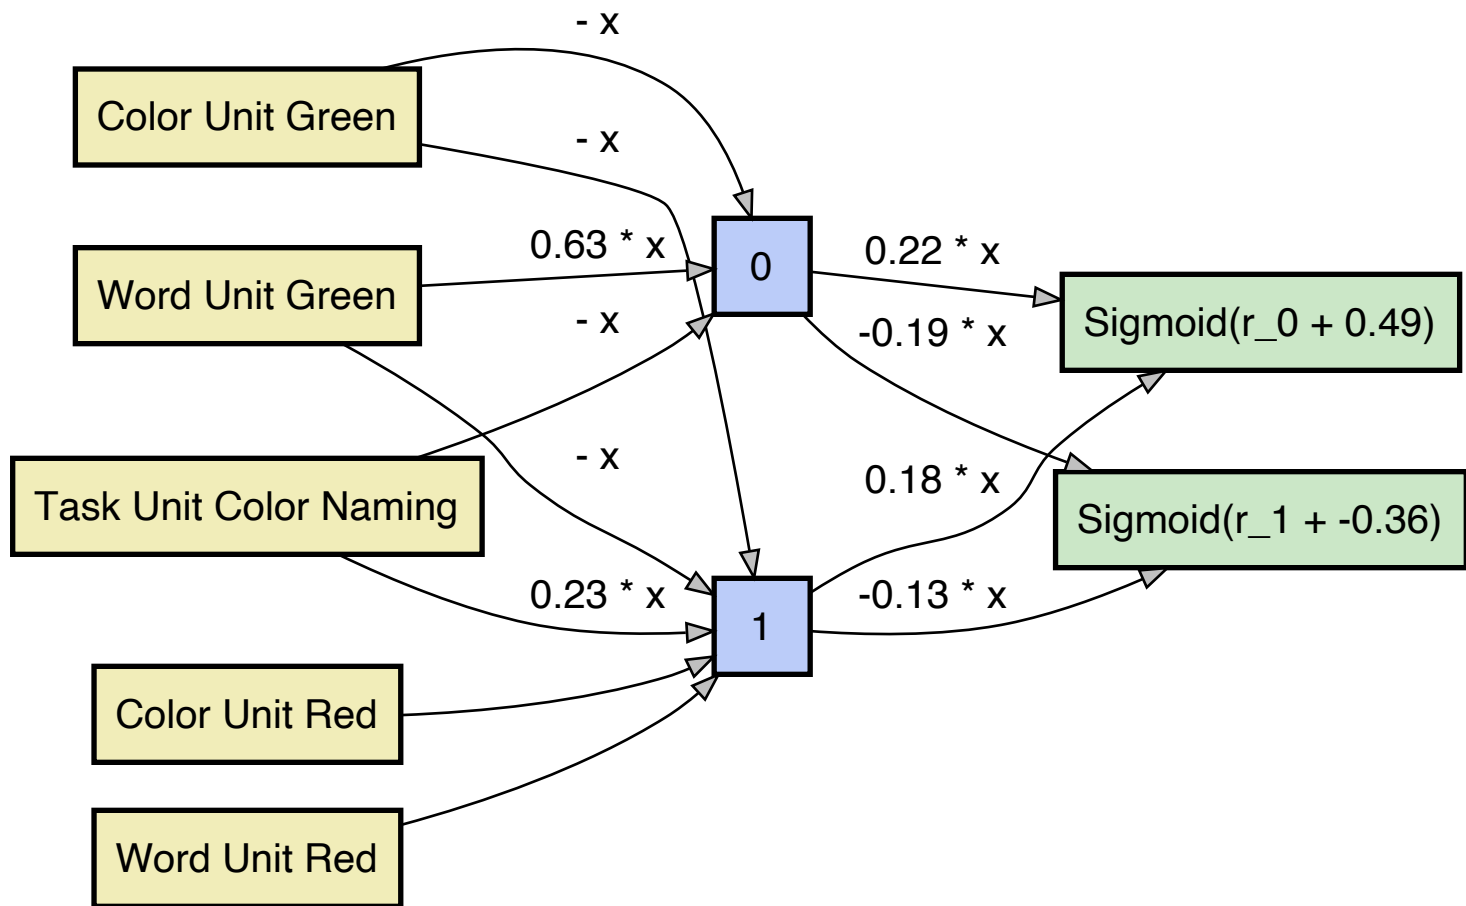 - x
Color Unit Green
- x
0.63 * x
0
0.22 * x
Word Unit Green
- x
-0.19 * x
Sigmoid(r_0 + 0.49)
- x
0.18 * x
Task Unit Color Naming
Sigmoid(r_1 + -0.36)
0.23 * x
1
-0.13 * x
Color Unit Red
Word Unit Red